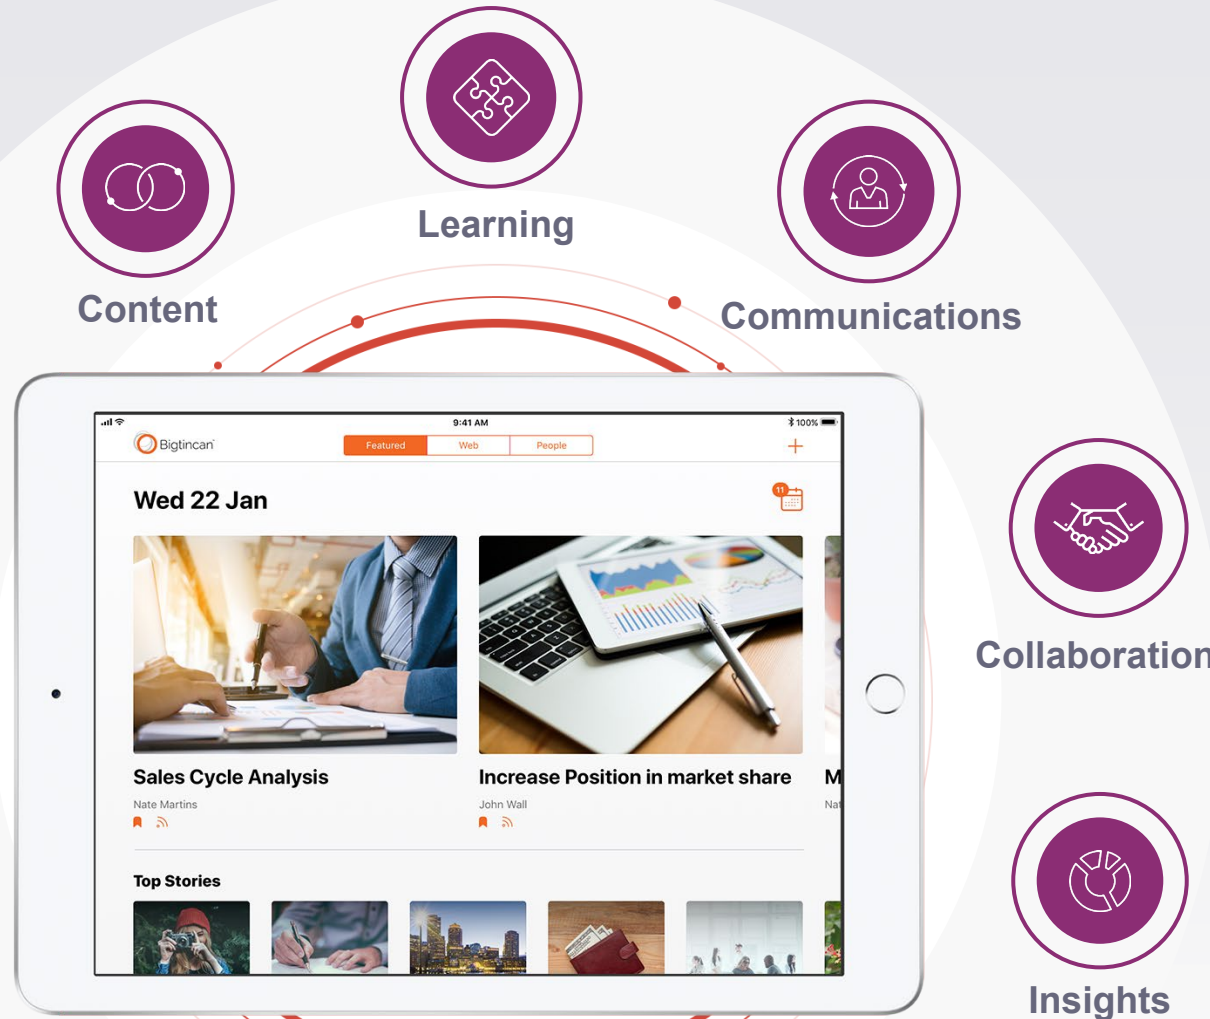 Learning
Content
Communications
9:41 AM
100%
Bigtincan
Featured
Web
People
Wed 22 Jan
11
Collaboration
Sales Cycle Analysis
Increase Position in market share
M
Nate Martins
John Wall
Nat
Top Stories
Insights